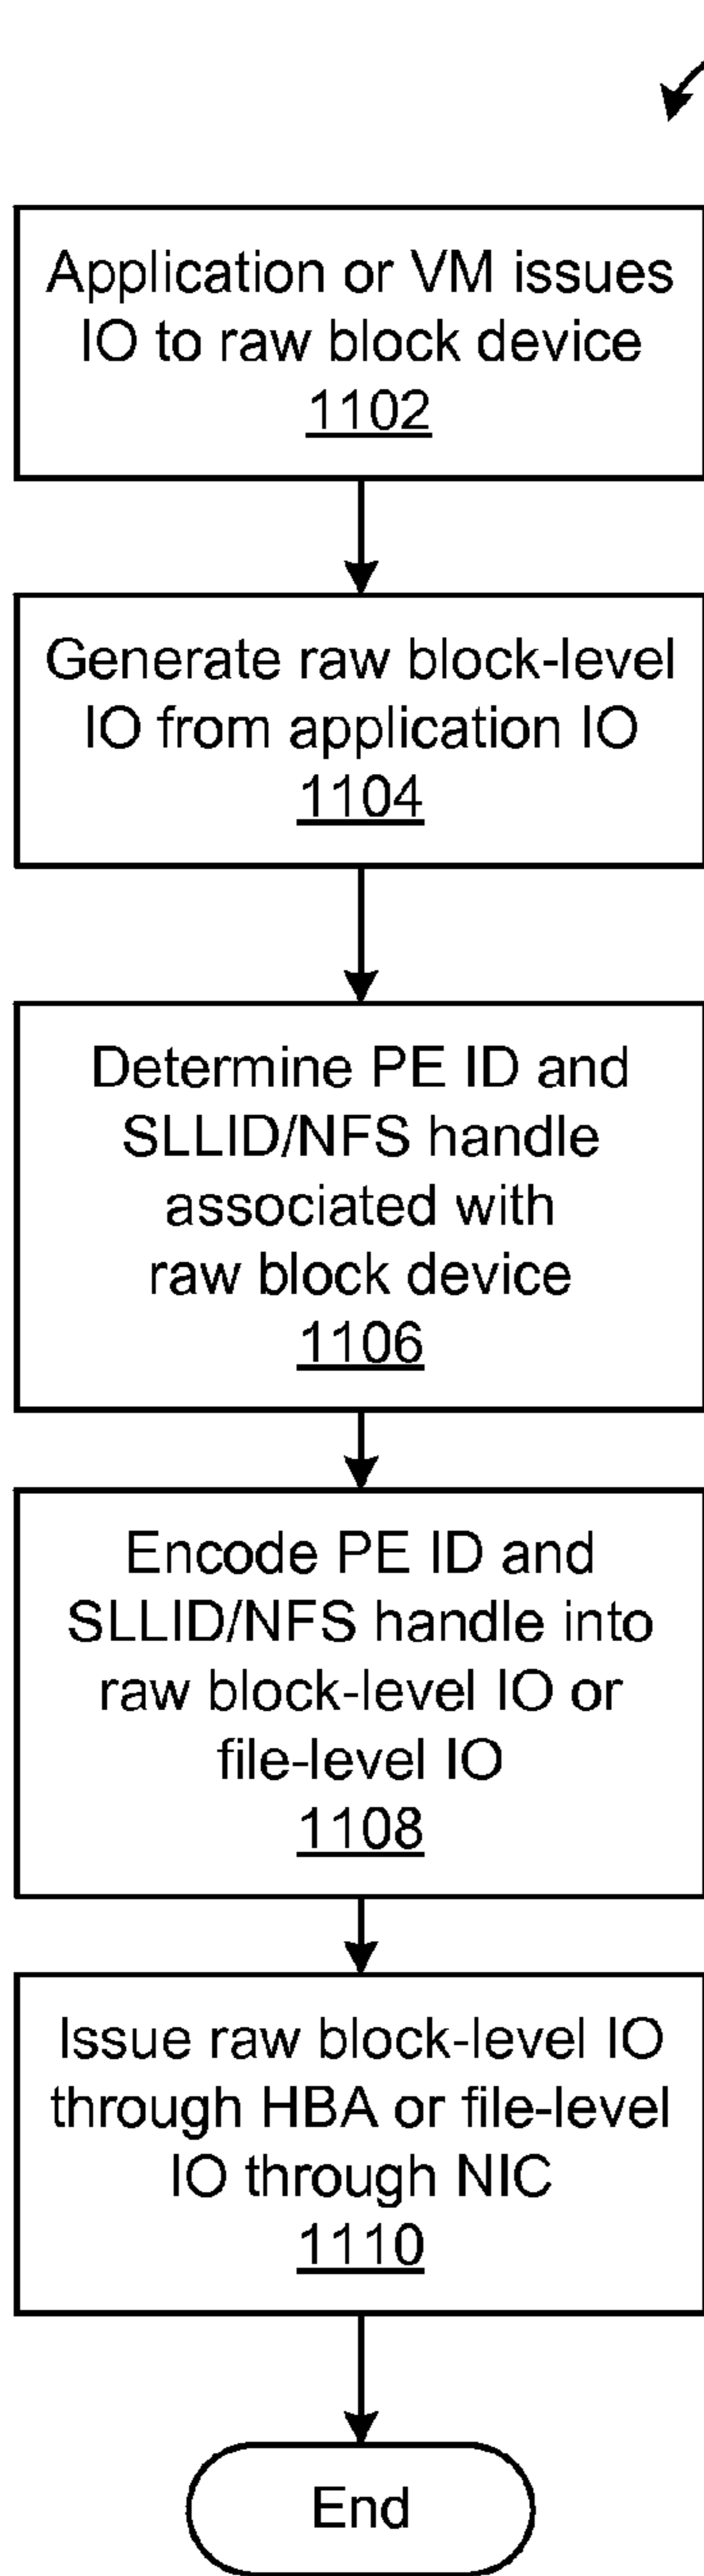 Application or VM issues
IO to raw block device
1102
Generate raw block-level
IO from application IO
1104
Determine PE ID and
SLLID/NFS handle
associated with
raw block device
1106
Encode PE ID and
SLLID/NFS handle into
raw block-level IO or
file-level IO
1108
Issue raw block-level IO
through HBA or file-level
IO through NIC
1110
End